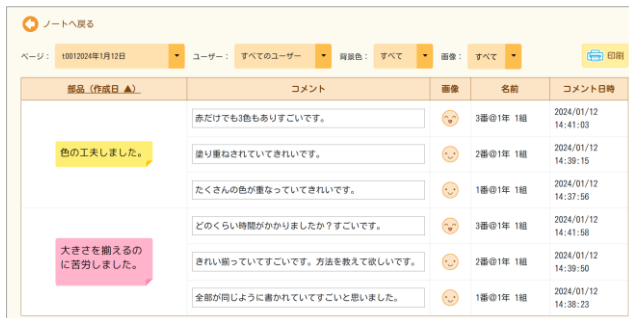 ノートへ戻る
ページ： t0012024年1月12日 ユーザー： すべてのユーザー 背景色： すべて 画像： すべて 印刷
部品（作成日 ▲） コメント 画像 名前 コメント日時
色の工夫しました。
赤だけでも3色もありすごいです。 3番@1年 1組 2024/01/12 14:41:03
塗り重ねされていてきれいです。 2番@1年 1組 2024/01/12 14:39:15
たくさんの色が重なっていてきれいです。 1番@1年 1組 2024/01/12 14:37:56
大きさを揃えるの
に苦労しました。
どのくらい時間がかかりましたか？すごいです。 3番@1年 1組 2024/01/12 14:41:58
きれい揃っていてすごいです。方法を教えて欲しいです。 2番@1年 1組 2024/01/12 14:39:50
全部が同じように書かれていてすごいと思いました。 1番@1年 1組 2024/01/12 14:38:23